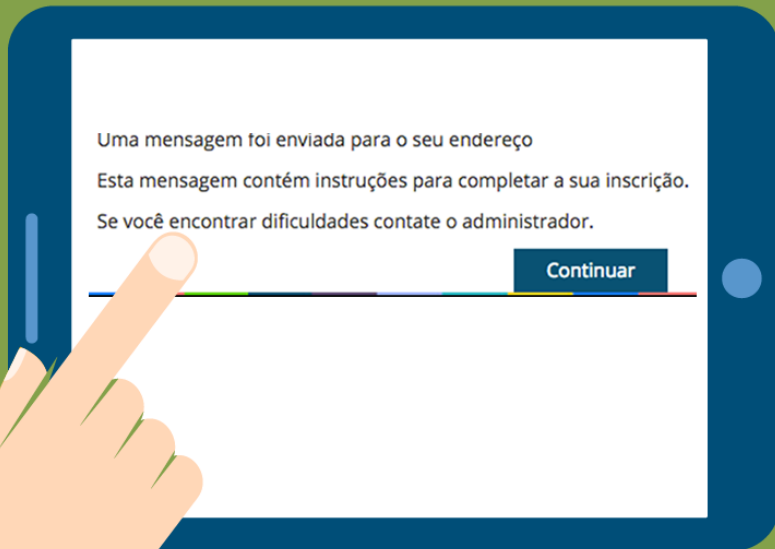 Uma mensagem foi enviada para o seu endereço
Esta mensagem contém instruções para completar a sua inscrição.
Se você encontrar dificuldades contate o administrador.
Continuar